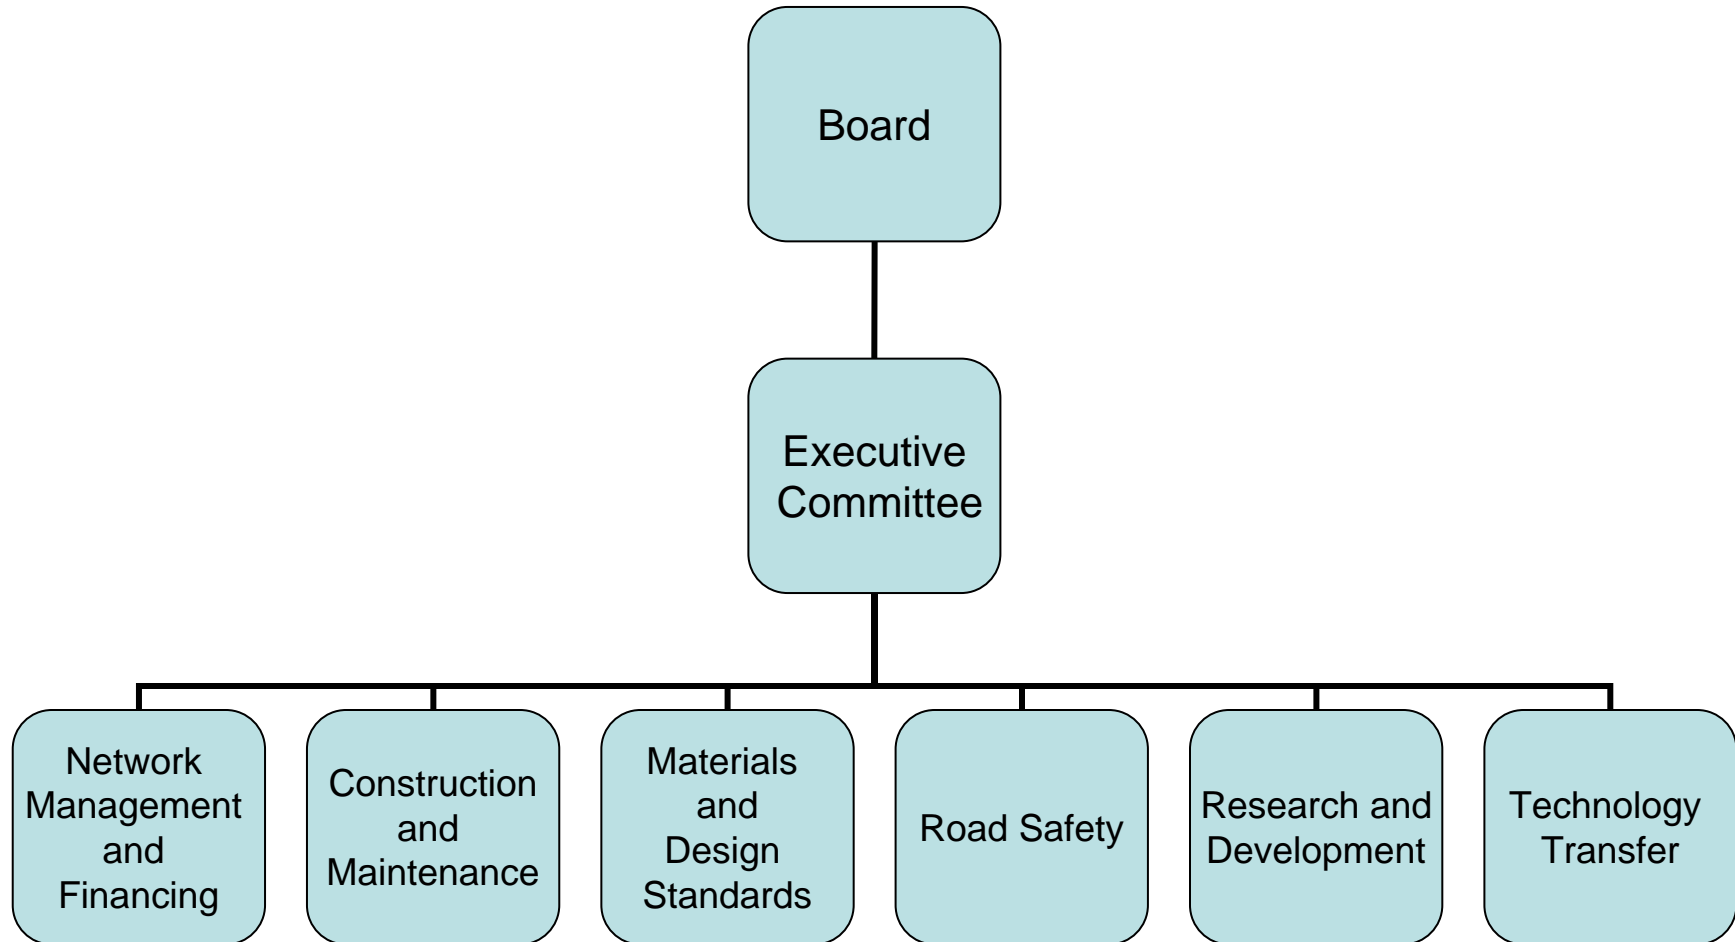 Board
Executive
Committee
Network
Management
and
Financing
Construction
and
Maintenance
Materials
and
Design
Standards
Road Safety
Research and
Development
Technology
Transfer